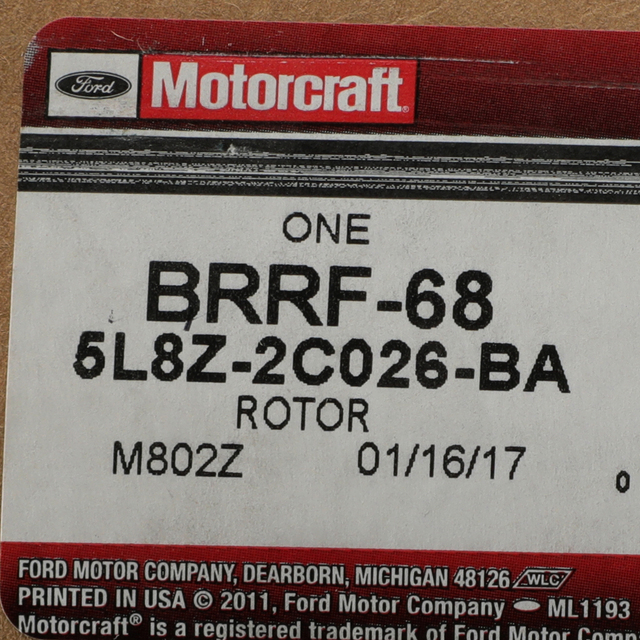 Ford Motorcraft®
ONE
BRRF-68
5L8Z-2C026-BA
ROTOR
M802Z 01/16/17 0
FORD MOTOR COMPANY, DEARBORN, MICHIGAN 48126 WLC
PRINTED IN USA © 2011, Ford Motor Company ML1193
Motorcraft® is a registered trademark of Ford Motor Com